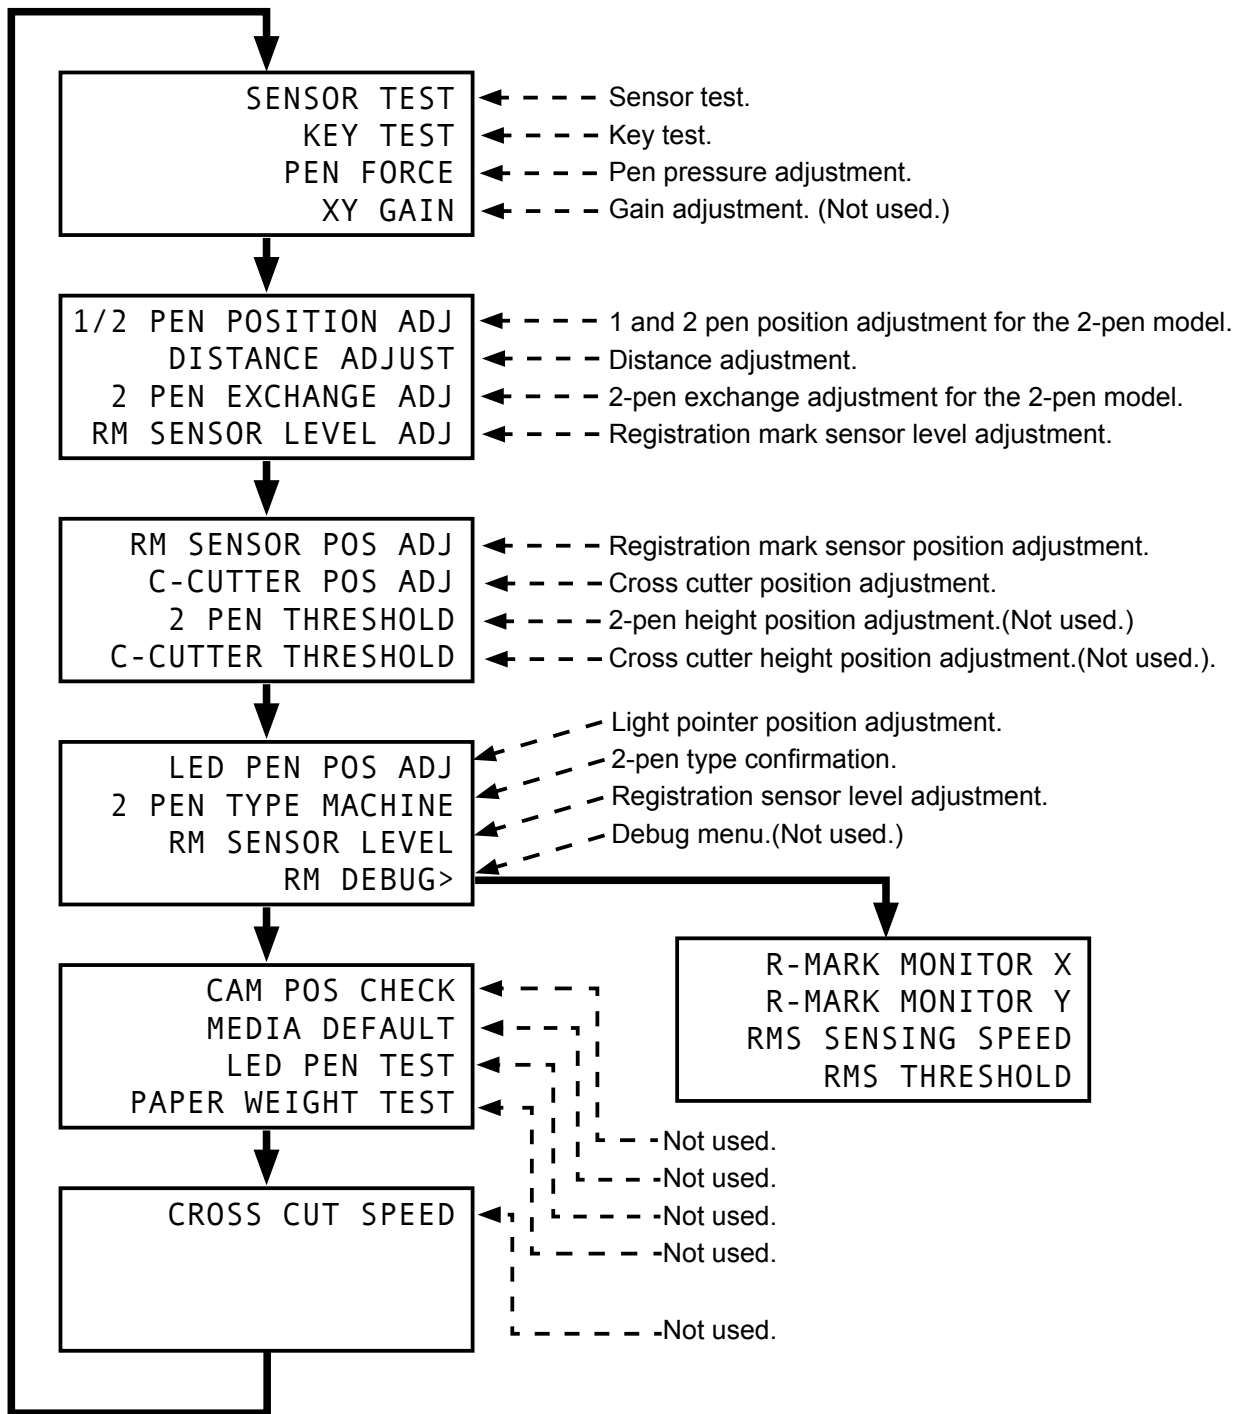 SENSOR TEST
Sensor test.
KEY TEST
Key test.
PEN FORCE
Pen pressure adjustment.
XY GAIN
Gain adjustment. (Not used.)
1/2 PEN POSITION ADJ
1 and 2 pen position adjustment for the 2-pen model.
DISTANCE ADJUST
Distance adjustment.
2 PEN EXCHANGE ADJ
2-pen exchange adjustment for the 2-pen model.
RM SENSOR LEVEL ADJ
Registration mark sensor level adjustment.
RM SENSOR POS ADJ
Registration mark sensor position adjustment.
C-CUTTER POS ADJ
Cross cutter position adjustment.
2 PEN THRESHOLD
2-pen height position adjustment.(Not used.)
C-CUTTER THRESHOLD
Cross cutter height position adjustment.(Not used.).
LED PEN POS ADJ
Light pointer position adjustment.
2 PEN TYPE MACHINE
2-pen type confirmation.
RM SENSOR LEVEL
Registration sensor level adjustment.
RM DEBUG>
Debug menu.(Not used.)
R-MARK MONITOR X
R-MARK MONITOR Y
RMS SENSING SPEED
RMS THRESHOLD
CAM POS CHECK
MEDIA DEFAULT
LED PEN TEST
PAPER WEIGHT TEST
Not used.
Not used.
Not used.
Not used.
CROSS CUT SPEED
Not used.